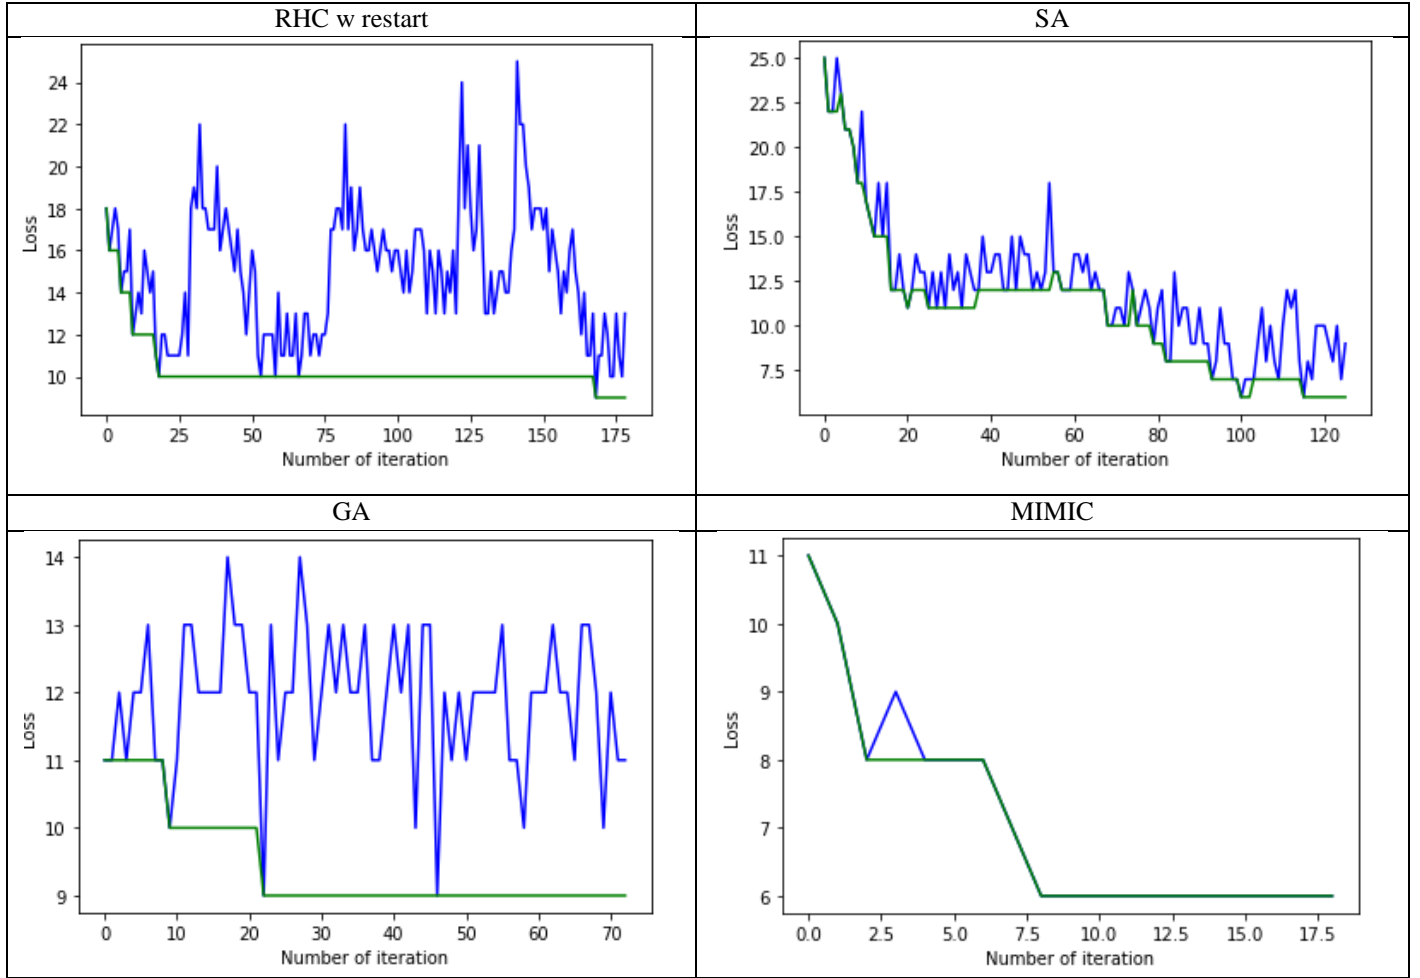 RHC w restart
SA
24
22
20
18
16
14
12
10
Loss
0 25 50 75 100 125 150 175
Number of iteration
25.0
22.5
20.0
17.5
15.0
12.5
10.0
7.5
Loss
0 20 40 60 80 100 120
Number of iteration
GA
MIMIC
14
13
12
11
10
9
Loss
0 10 20 30 40 50 60 70
Number of iteration
11
10
9
8
7
6
Loss
0.0 2.5 5.0 7.5 10.0 12.5 15.0 17.5
Number of iteration